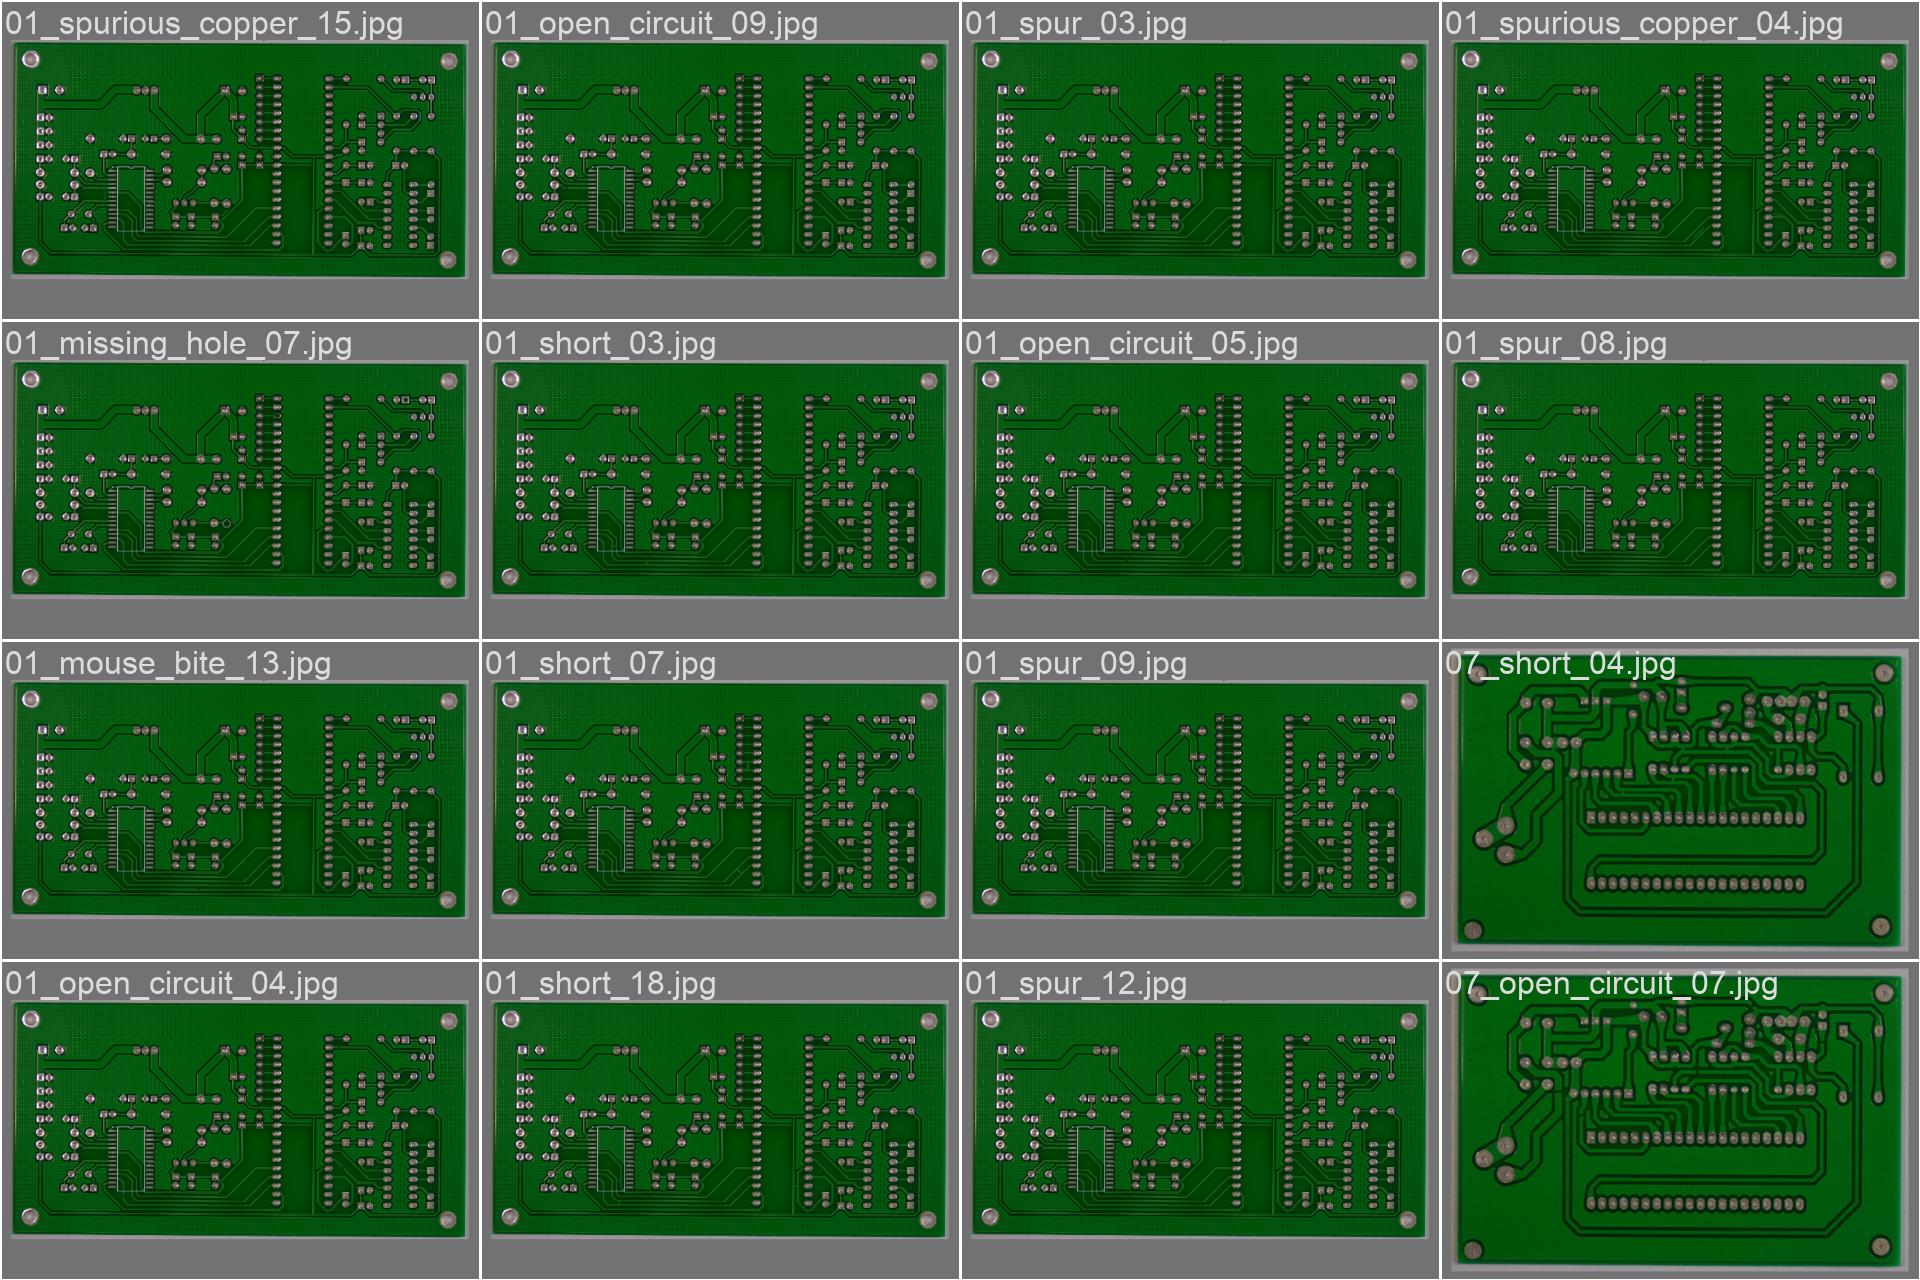 01_spurious_copper_15.jpg
01_open_circuit_09.jpg
01_spur_03.jpg
01_spurious_copper_04.jpg
01_missing_hole_07.jpg
01_short_03.jpg
01_open_circuit_05.jpg
01_spur_08.jpg
01_mouse_bite_13.jpg
01_short_07.jpg
01_spur_09.jpg
07_short_04.jpg
01_open_circuit_04.jpg
01_short_18.jpg
01_spur_12.jpg
07_open_circuit_07.jpg